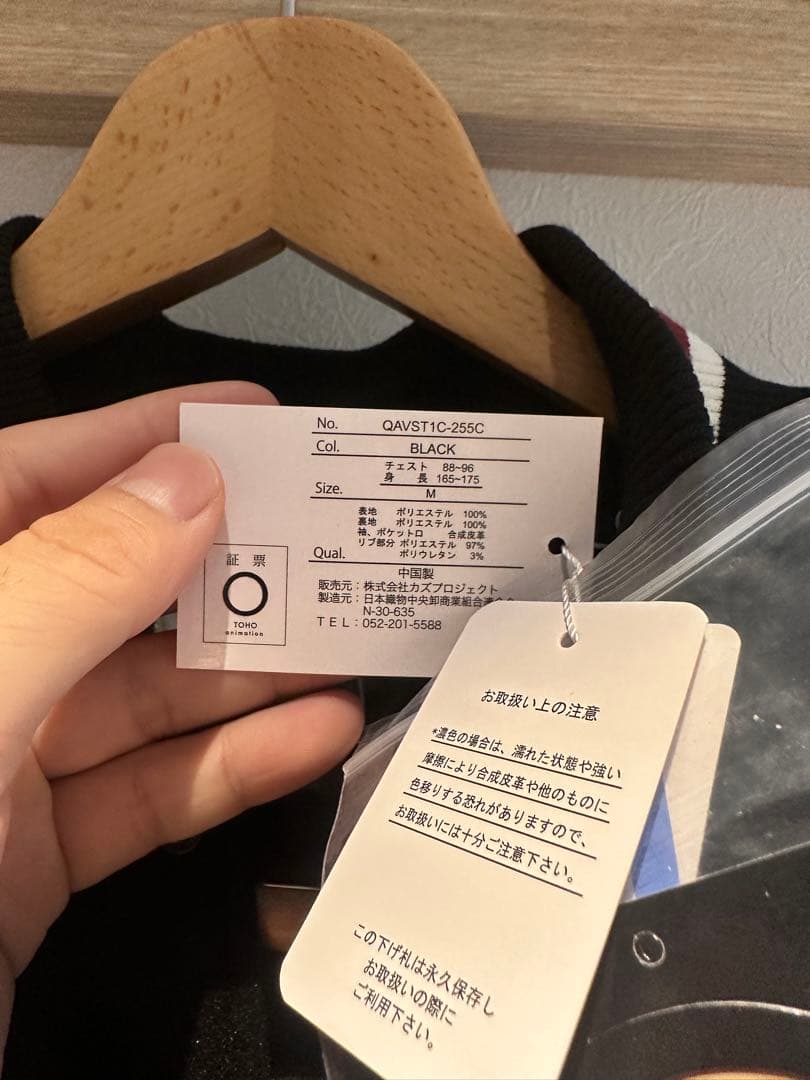 No. QAVST1C-255C
Col. BLACK
チェスト 88~96
身 長 165~175
Size. M
表地 ポリエステル 100%
裏地 ポリエステル 100%
袖、ポケット口 合成皮革
リブ部分 ポリエステル 97%
Qual. ポリウレタン 3%
中国製
販売元：株式会社カズプロジェクト
製造元：日本織物中央卸商業組合連合会
N-30-635
TEL：052-201-5588
証 票
TOHO
animation
お取扱い上の注意
*濃色の場合は、濡れた状態や強い
摩擦により合成皮革や他のものに
色移りする恐れがありますので、
お取扱いには十分ご注意下さい。
この下げ札は永久保存し
お取扱いの際に
ご利用下さい。